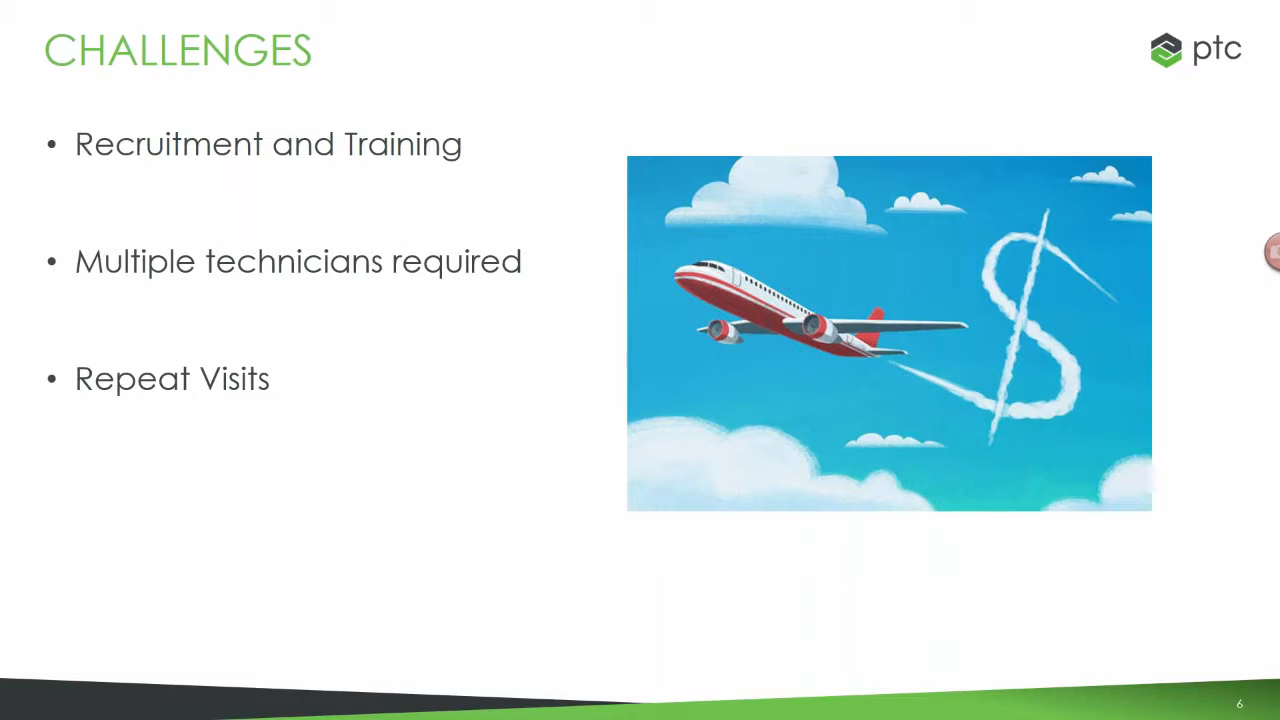 CHALLENGES
ptc
• Recruitment and Training
• Multiple technicians required
• Repeat Visits
$
6